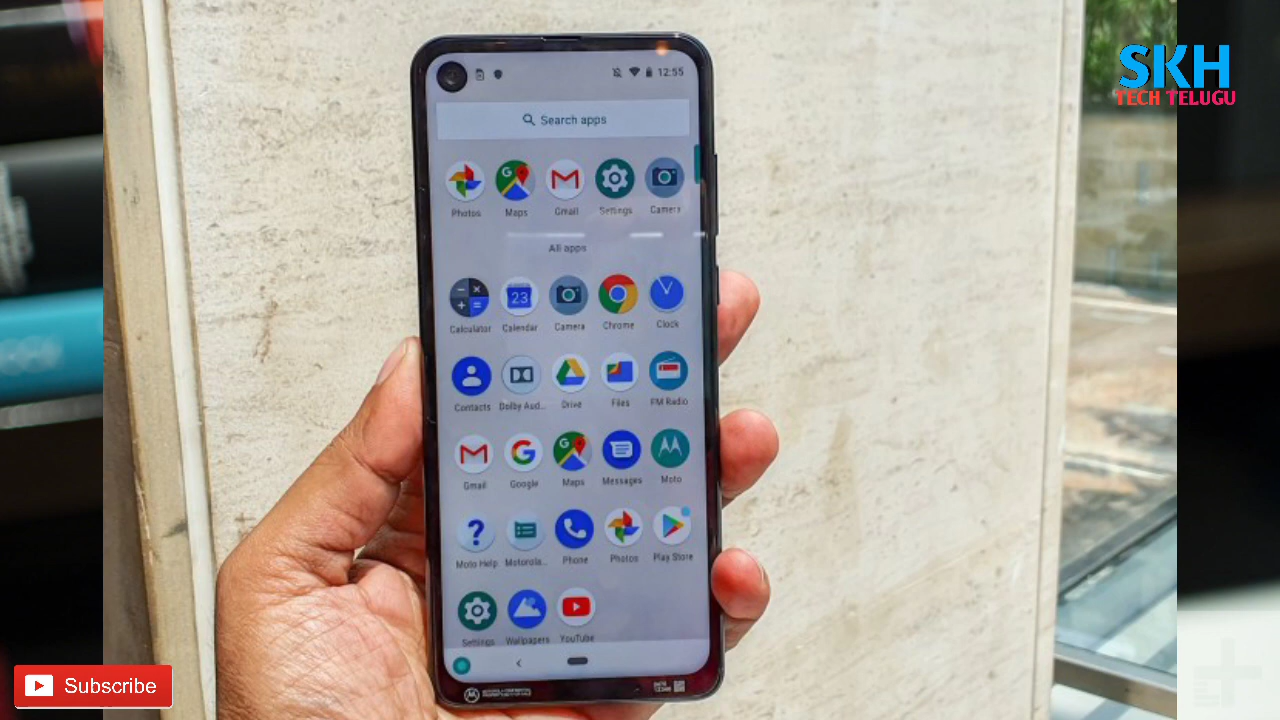 SKH
TECH TELUGU
12:55
Search apps
Photos Maps Gmail Settings Camera
All apps
Calculator Calendar Camera Chrome Clock
23
Contacts Dolby Aud... Drive Files FM Radio
Gmail Google Maps Messages Moto
Moto Help Motorola... Phone Photos Play Store
Settings Wallpapers YouTube
Subscribe